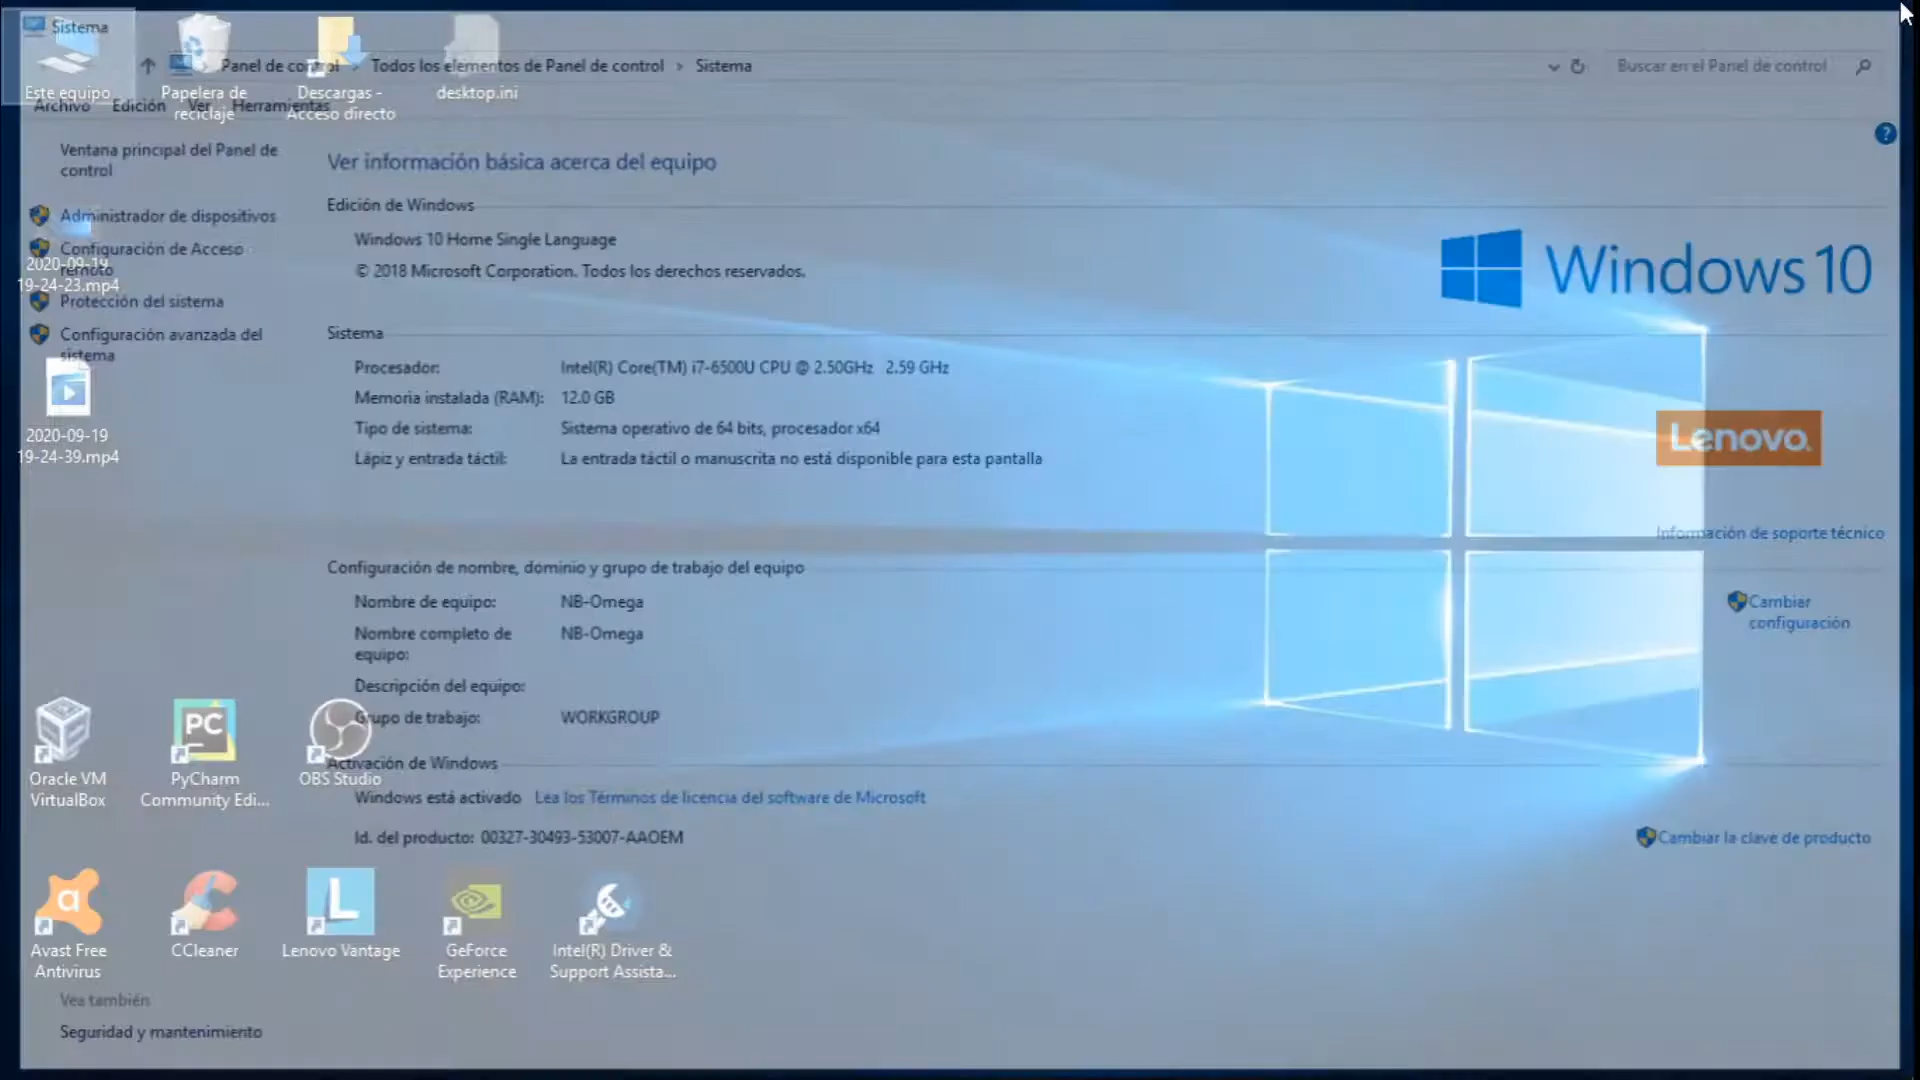 Sistema
Panel de control > Todos los elementos de Panel de control > Sistema
Buscar en el Panel de control
Este equipo
Papelera de
reciclaje
Descargas -
Acceso directo
desktop.ini
Archivo Edición Ver Herramientas
Ventana principal del Panel de
control
Administrador de dispositivos
Configuración de Acceso
remoto
Protección del sistema
Configuración avanzada del
sistema
2020-09-19
19-24-23.mp4
2020-09-19
19-24-39.mp4
Ver información básica acerca del equipo
Edición de Windows
Windows 10 Home Single Language
© 2018 Microsoft Corporation. Todos los derechos reservados.
Windows 10
Sistema
Procesador: Intel(R) Core(TM) i7-6500U CPU @ 2.50GHz 2.59 GHz
Memoria instalada (RAM): 12.0 GB
Tipo de sistema: Sistema operativo de 64 bits, procesador x64
Lápiz y entrada táctil: La entrada táctil o manuscrita no está disponible para esta pantalla
Lenovo
Información de soporte técnico
Configuración de nombre, dominio y grupo de trabajo del equipo
Nombre de equipo: NB-Omega
Nombre completo de NB-Omega
equipo:
Descripción del equipo:
Grupo de trabajo: WORKGROUP
Cambiar
configuración
Activación de Windows
Windows está activado Lea los Términos de licencia del software de Microsoft
Id. del producto: 00327-30493-53007-AAOEM
Cambiar la clave de producto
Oracle VM
VirtualBox
PC
PyCharm
Community Edi...
OBS Studio
Avast Free
Antivirus
CCleaner
L
Lenovo Vantage
GeForce
Experience
Intel(R) Driver &
Support Assista...
Vea también
Seguridad y mantenimiento